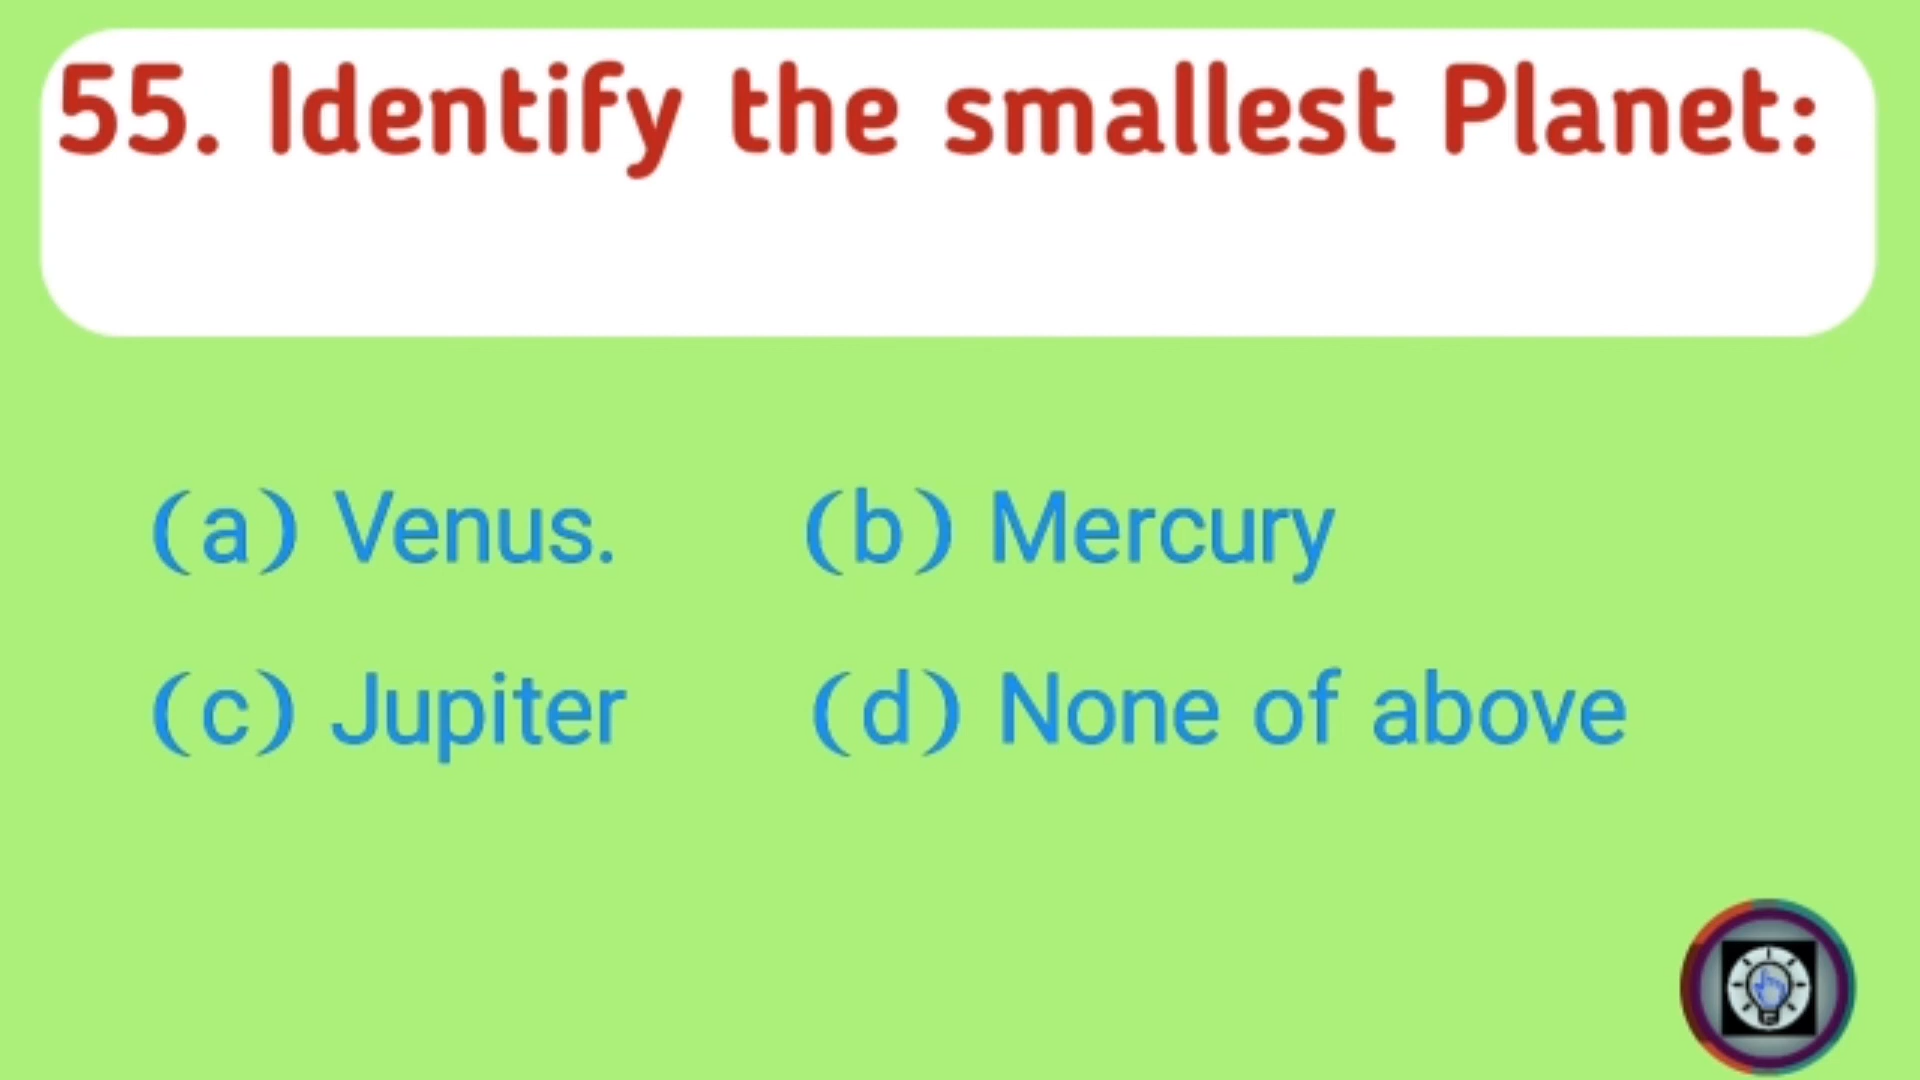 55. Identify the smallest Planet:
(a) Venus. (b) Mercury
(c) Jupiter (d) None of above